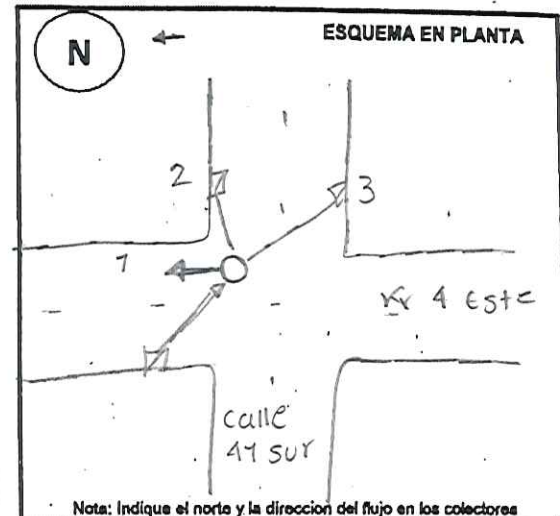 N
ESQUEMA EN PLANTA
2
3
1
Kr 4 Este
calle
41 sur
Nota: Indique el norte y la direccion del flujo en los colectores